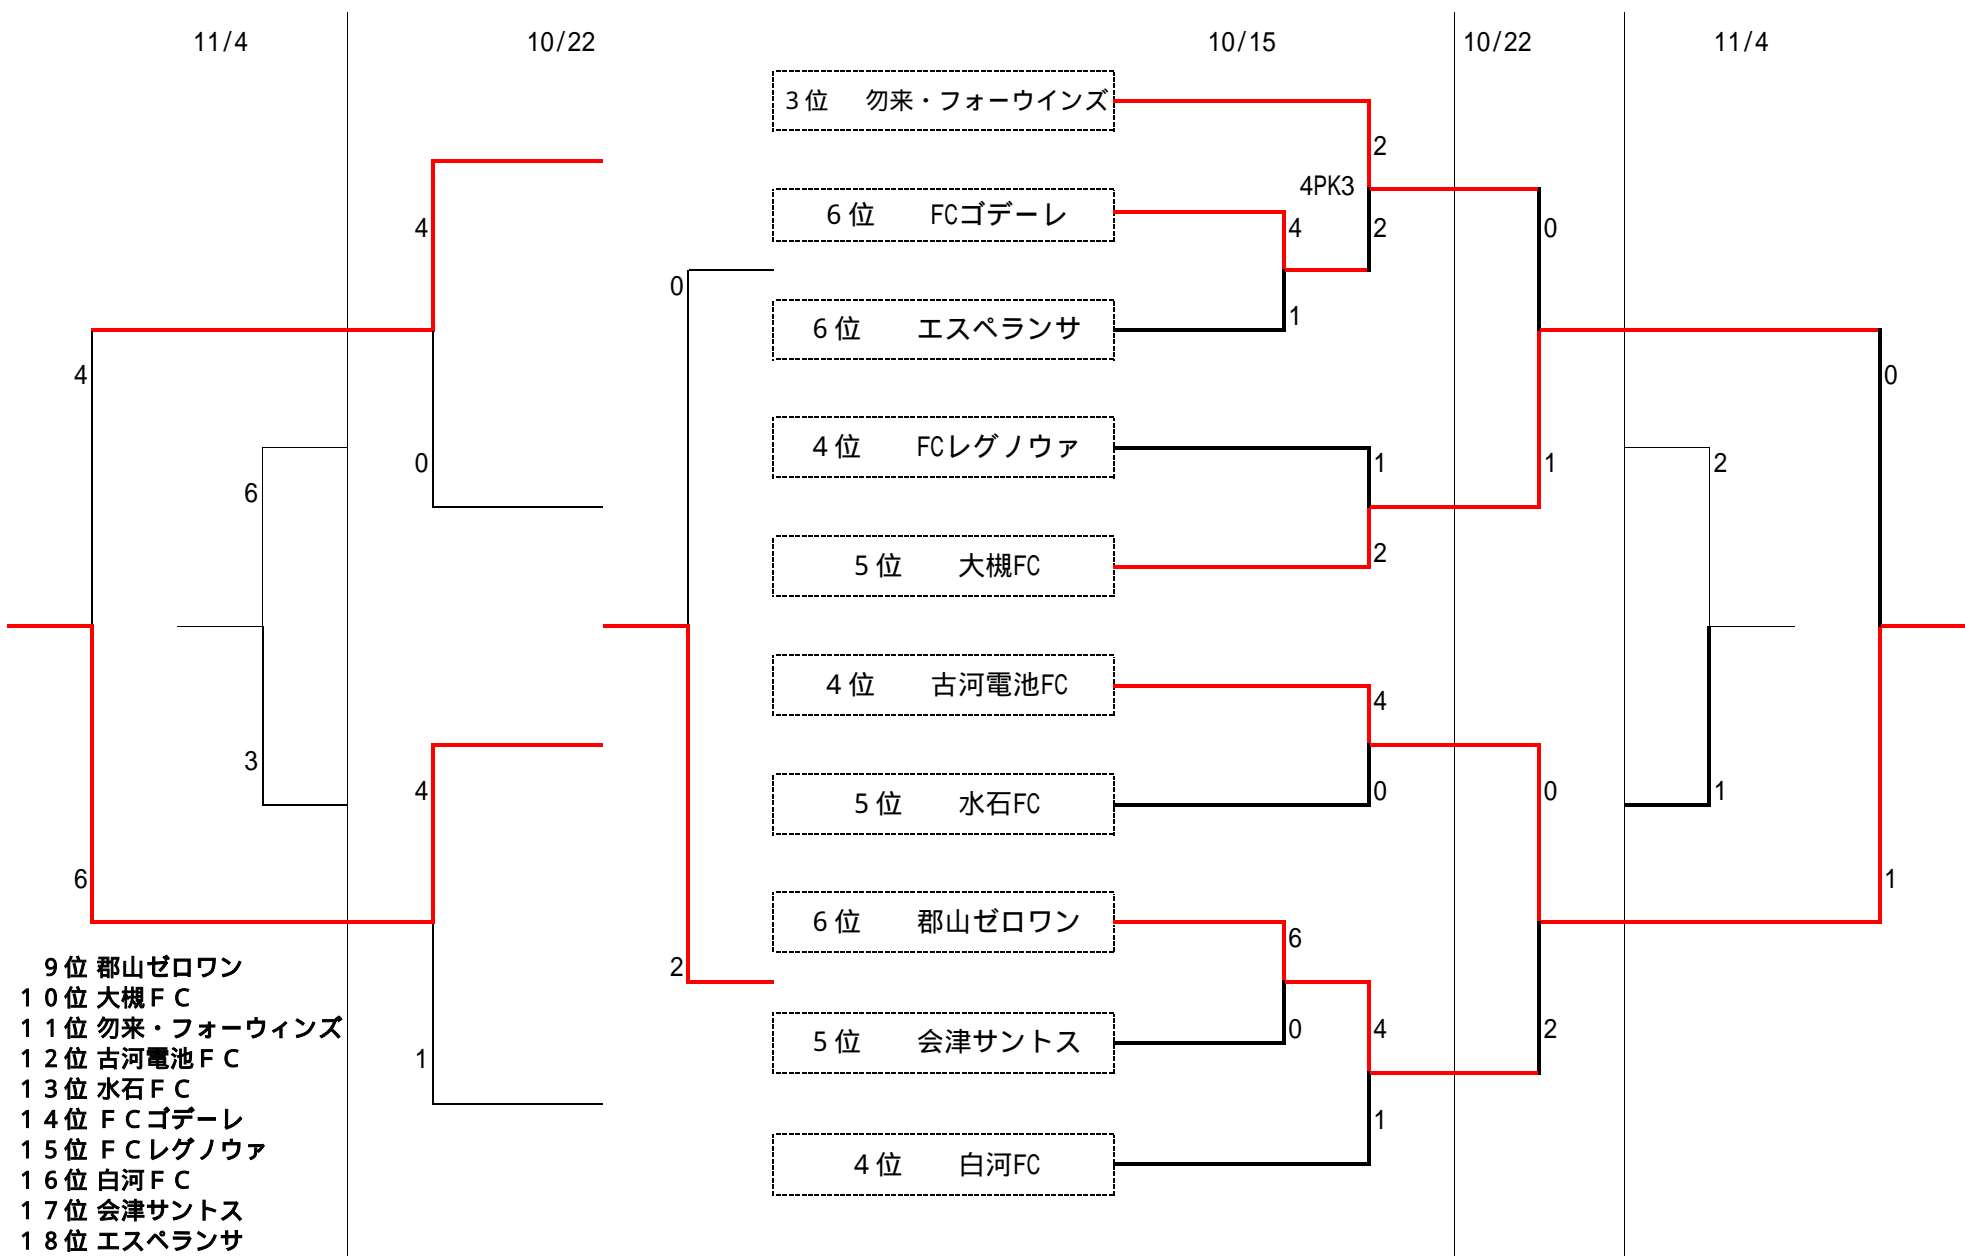 11/4 10/22 10/15 10/22 11/4
3位 勿来・フォーウインズ
2
4PK3
6位 FCゴデーレ
4 4 2 0
0
6位 エスペランサ
1
4 0
4位 FCレグノウァ
0 1 1 2
6
5位 大槻FC
2
4位 古河電池FC
4
3
5位 水石FC
4 0 0 1
6 1
6位 郡山ゼロワン
6
2
5位 会津サントス
0 4 2
1
4位 白河FC
1
9位 郡山ゼロワン
10位 大槻FC
11位 勿来・フォーウィンズ
12位 古河電池FC
13位 水石FC
14位 FCゴデーレ
15位 FCレグノウァ
16位 白河FC
17位 会津サントス
18位 エスペランサ